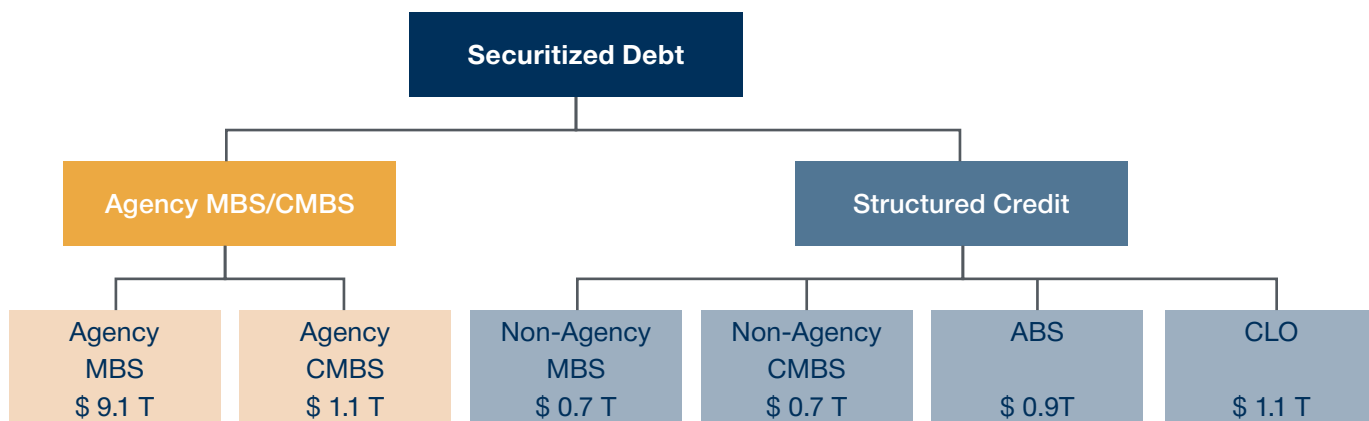 Securitized Debt
Agency MBS/CMBS
Structured Credit
Agency
MBS
$ 9.1 T
Agency
CMBS
$ 1.1 T
Non-Agency
MBS
$ 0.7 T
Non-Agency
CMBS
$ 0.7 T
ABS
$ 0.9T
CLO
$ 1.1 T